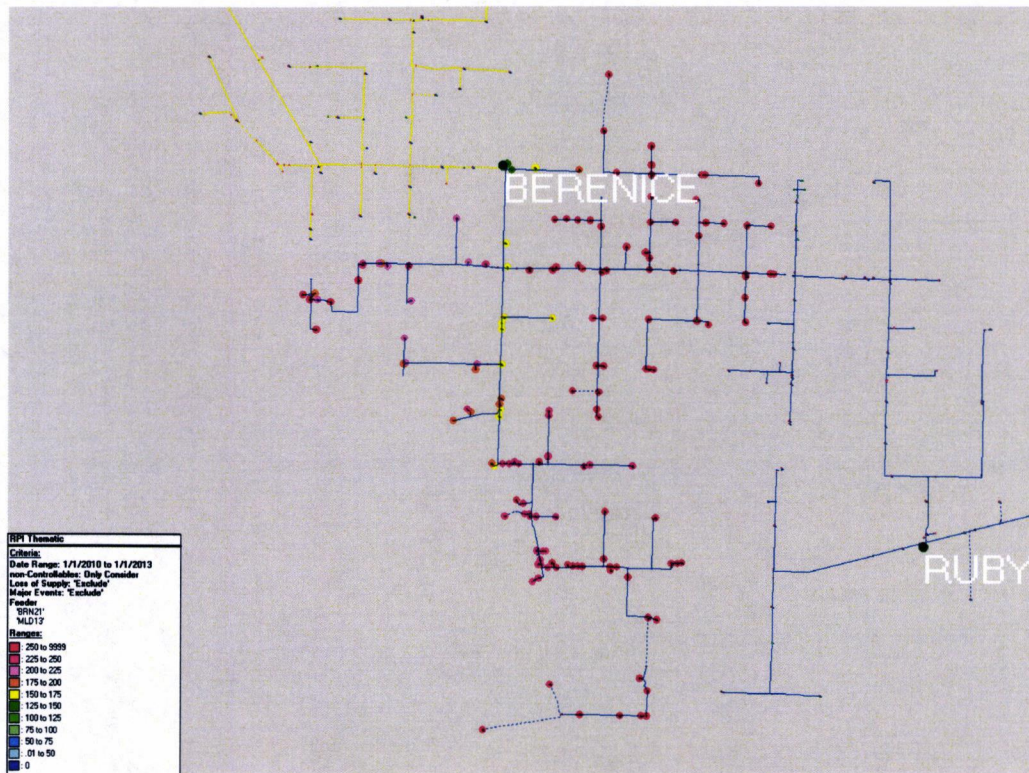 BERENICE
RUBY
RPI Thematic
Criteria:
Date Range: 1/1/2010 to 1/1/2013
non-Controllables: Only Consider
Loss of Supply: 'Exclude'
Major Events: 'Exclude'
Feeder
'BRN21'
'MLD13'
Ranges:
: 250 to 9999
: 225 to 250
: 200 to 225
: 175 to 200
: 150 to 175
: 125 to 150
: 100 to 125
: 75 to 100
: 50 to 75
: .01 to 50
: 0